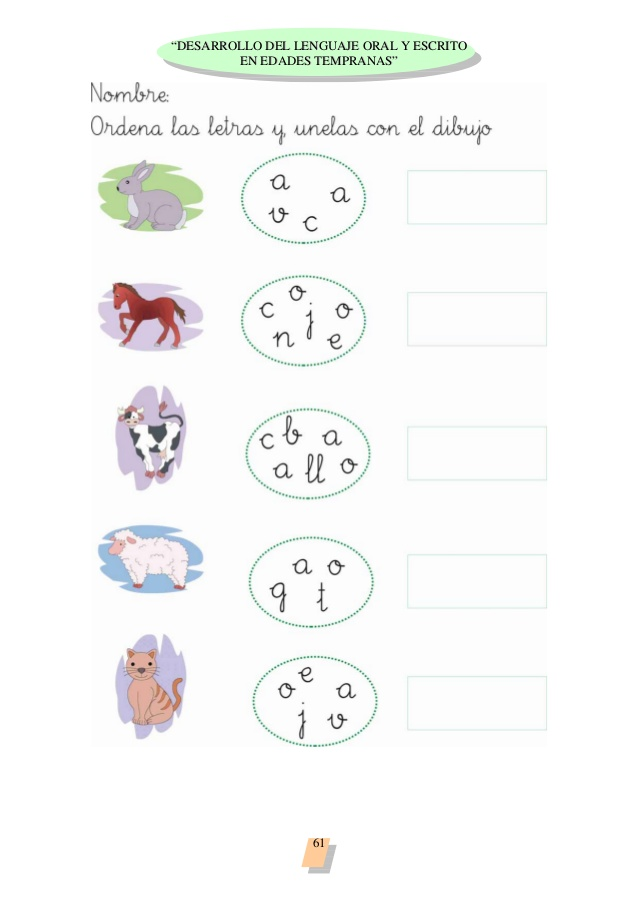 “DESARROLLO DEL LENGUAJE ORAL Y ESCRITO
EN EDADES TEMPRANAS”
Nombre:
Ordena las letras y unelas con el dibujo
a a
v c
c o j o
n e
c b a
a ll o
a o
g t
o e a
j v
61